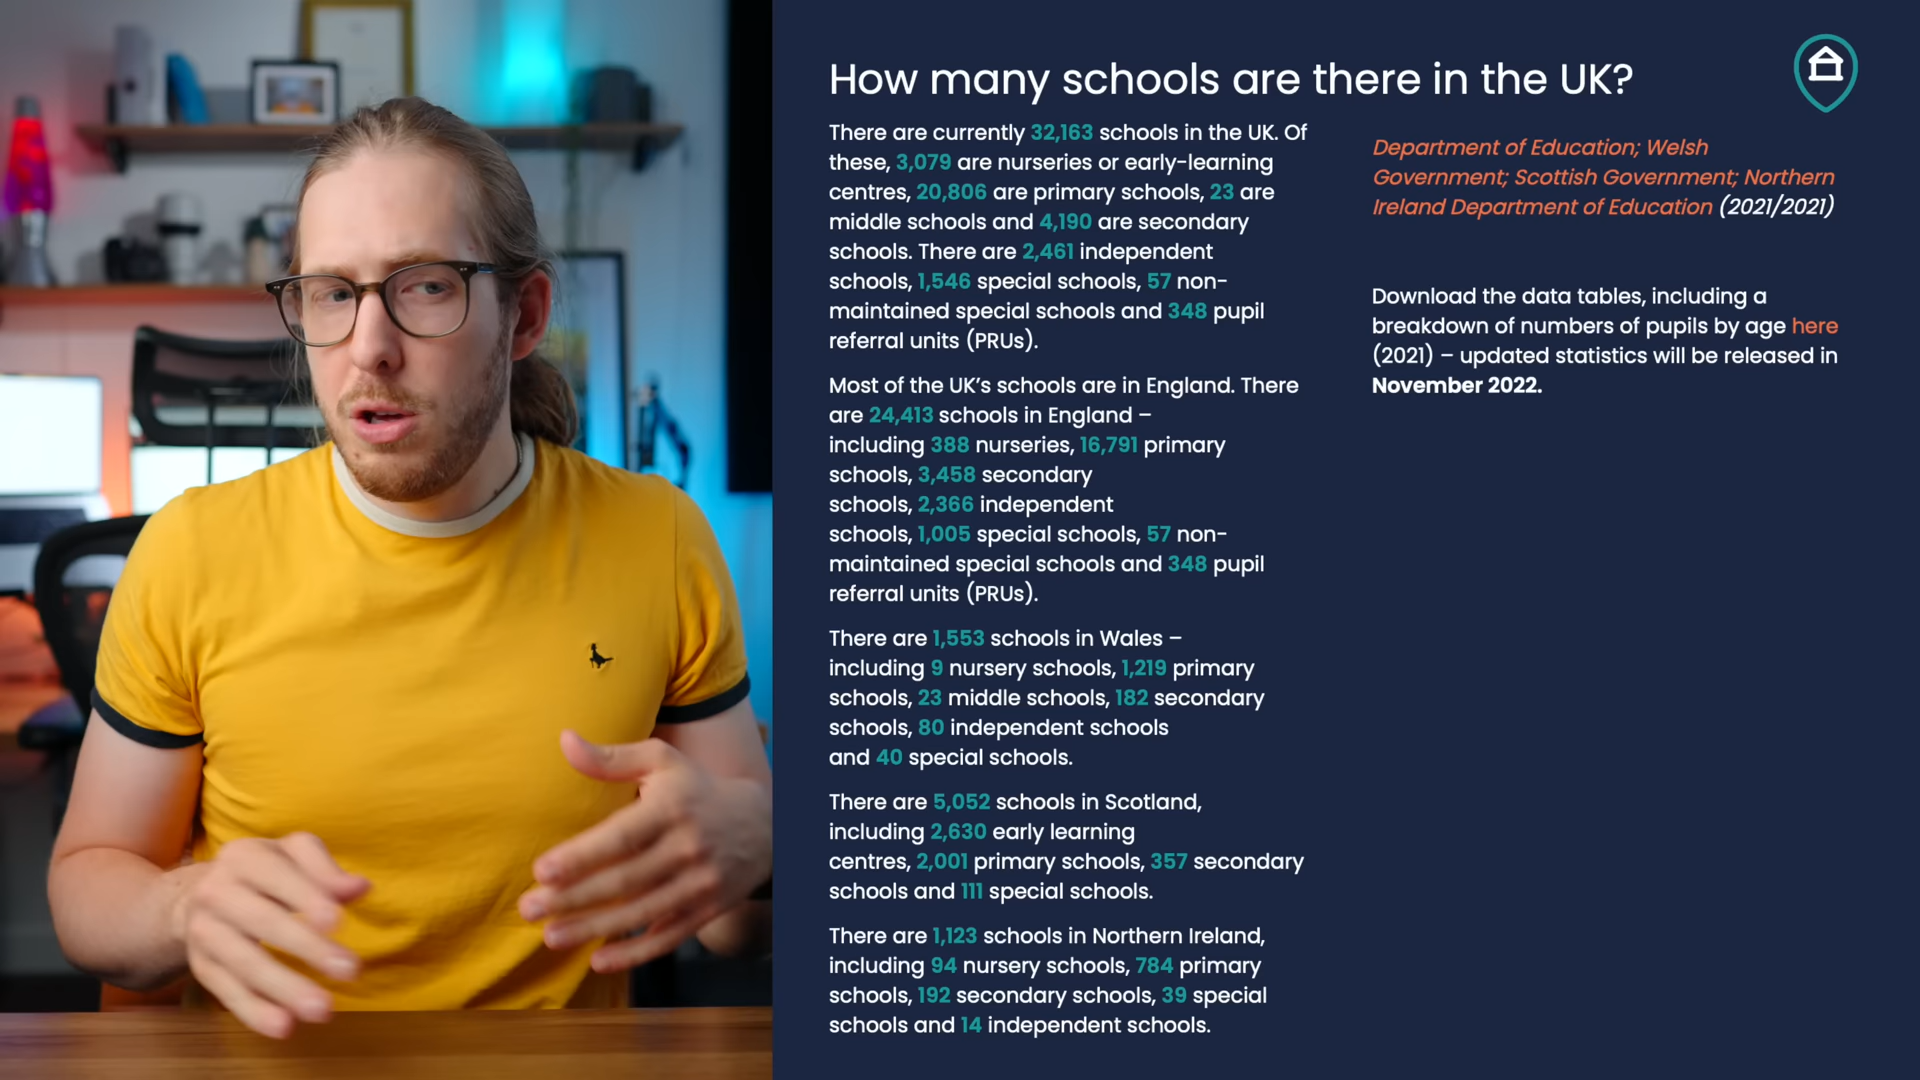 How many schools are there in the UK?
There are currently 32,163 schools in the UK. Of
these, 3,079 are nurseries or early-learning
centres, 20,806 are primary schools, 23 are
middle schools and 4,190 are secondary
schools. There are 2,461 independent
schools, 1,546 special schools, 57 non-
maintained special schools and 348 pupil
referral units (PRUs).
Most of the UK's schools are in England. There
are 24,413 schools in England –
including 388 nurseries, 16,791 primary
schools, 3,458 secondary
schools, 2,366 independent
schools, 1,005 special schools, 57 non-
maintained special schools and 348 pupil
referral units (PRUs).
There are 1,553 schools in Wales –
including 9 nursery schools, 1,219 primary
schools, 23 middle schools, 182 secondary
schools, 80 independent schools
and 40 special schools.
There are 5,052 schools in Scotland,
including 2,630 early learning
centres, 2,001 primary schools, 357 secondary
schools and 111 special schools.
There are 1,123 schools in Northern Ireland,
including 94 nursery schools, 784 primary
schools, 192 secondary schools, 39 special
schools and 14 independent schools.
Department of Education; Welsh
Government; Scottish Government; Northern
Ireland Department of Education (2021/2021)
Download the data tables, including a
breakdown of numbers of pupils by age here
(2021) – updated statistics will be released in
November 2022.